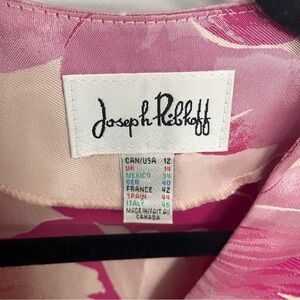 Joseph Ribkoff
CAN/USA 12
UK 14
MEXICO 34
GER 40
FRANCE 42
SPAIN 44
ITALY 46
MADE IN/FAIT AU
CANADA